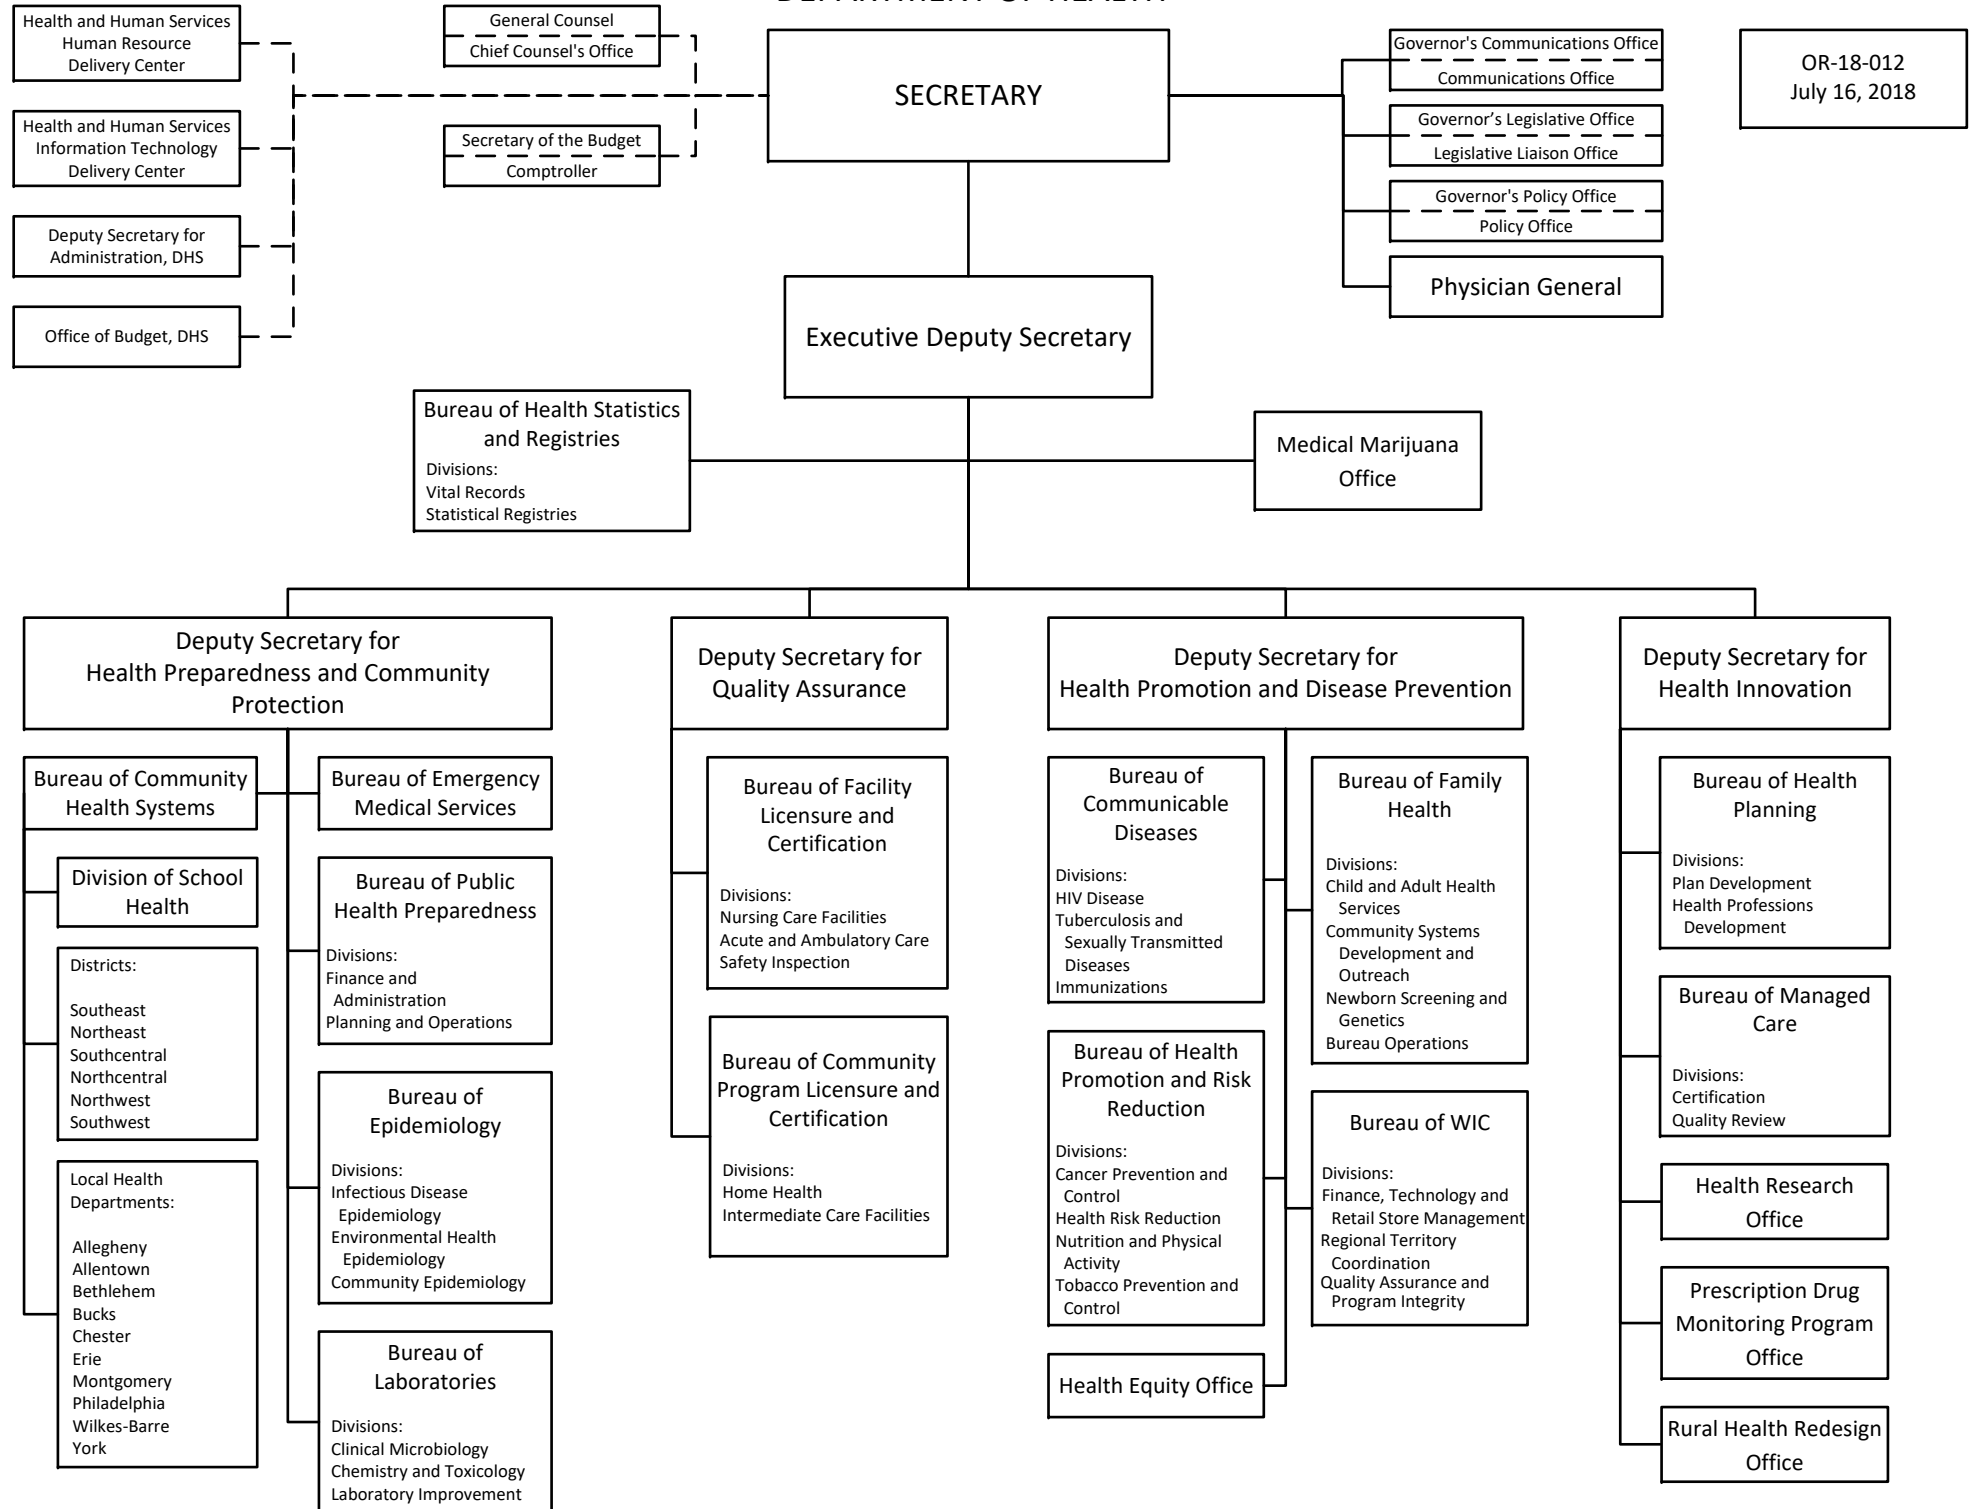 DEPARTMENT OF HEALTH
Health and Human Services
Human Resource
Delivery Center
General Counsel
Chief Counsel's Office
SECRETARY
Governor's Communications Office
Communications Office
OR-18-012
July 16, 2018
Health and Human Services
Information Technology
Delivery Center
Secretary of the Budget
Comptroller
Governor’s Legislative Office
Legislative Liaison Office
Deputy Secretary for
Administration, DHS
Governor's Policy Office
Policy Office
Office of Budget, DHS
Physician General
Executive Deputy Secretary
Bureau of Health Statistics
and Registries
Divisions:
Vital Records
Statistical Registries
Medical Marijuana
Office
Deputy Secretary for
Health Preparedness and Community
Protection
Bureau of Community
Health Systems
Division of School
Health
Districts:
Southeast
Northeast
Southcentral
Northcentral
Northwest
Southwest
Local Health
Departments:
Allegheny
Allentown
Bethlehem
Bucks
Chester
Erie
Montgomery
Philadelphia
Wilkes-Barre
York
Bureau of Emergency
Medical Services
Bureau of Public
Health Preparedness
Divisions:
Finance and
Administration
Planning and Operations
Bureau of
Epidemiology
Divisions:
Infectious Disease
Epidemiology
Environmental Health
Epidemiology
Community Epidemiology
Bureau of
Laboratories
Divisions:
Clinical Microbiology
Chemistry and Toxicology
Laboratory Improvement
Deputy Secretary for
Quality Assurance
Bureau of Facility
Licensure and
Certification
Divisions:
Nursing Care Facilities
Acute and Ambulatory Care
Safety Inspection
Bureau of Community
Program Licensure and
Certification
Divisions:
Home Health
Intermediate Care Facilities
Deputy Secretary for
Health Promotion and Disease Prevention
Bureau of
Communicable
Diseases
Divisions:
HIV Disease
Tuberculosis and
Sexually Transmitted
Diseases
Immunizations
Bureau of Health
Promotion and Risk
Reduction
Divisions:
Cancer Prevention and
Control
Health Risk Reduction
Nutrition and Physical
Activity
Tobacco Prevention and
Control
Health Equity Office
Bureau of Family
Health
Divisions:
Child and Adult Health
Services
Community Systems
Development and
Outreach
Newborn Screening and
Genetics
Bureau Operations
Bureau of WIC
Divisions:
Finance, Technology and
Retail Store Management
Regional Territory
Coordination
Quality Assurance and
Program Integrity
Deputy Secretary for
Health Innovation
Bureau of Health
Planning
Divisions:
Plan Development
Health Professions
Development
Bureau of Managed
Care
Divisions:
Certification
Quality Review
Health Research
Office
Prescription Drug
Monitoring Program
Office
Rural Health Redesign
Office